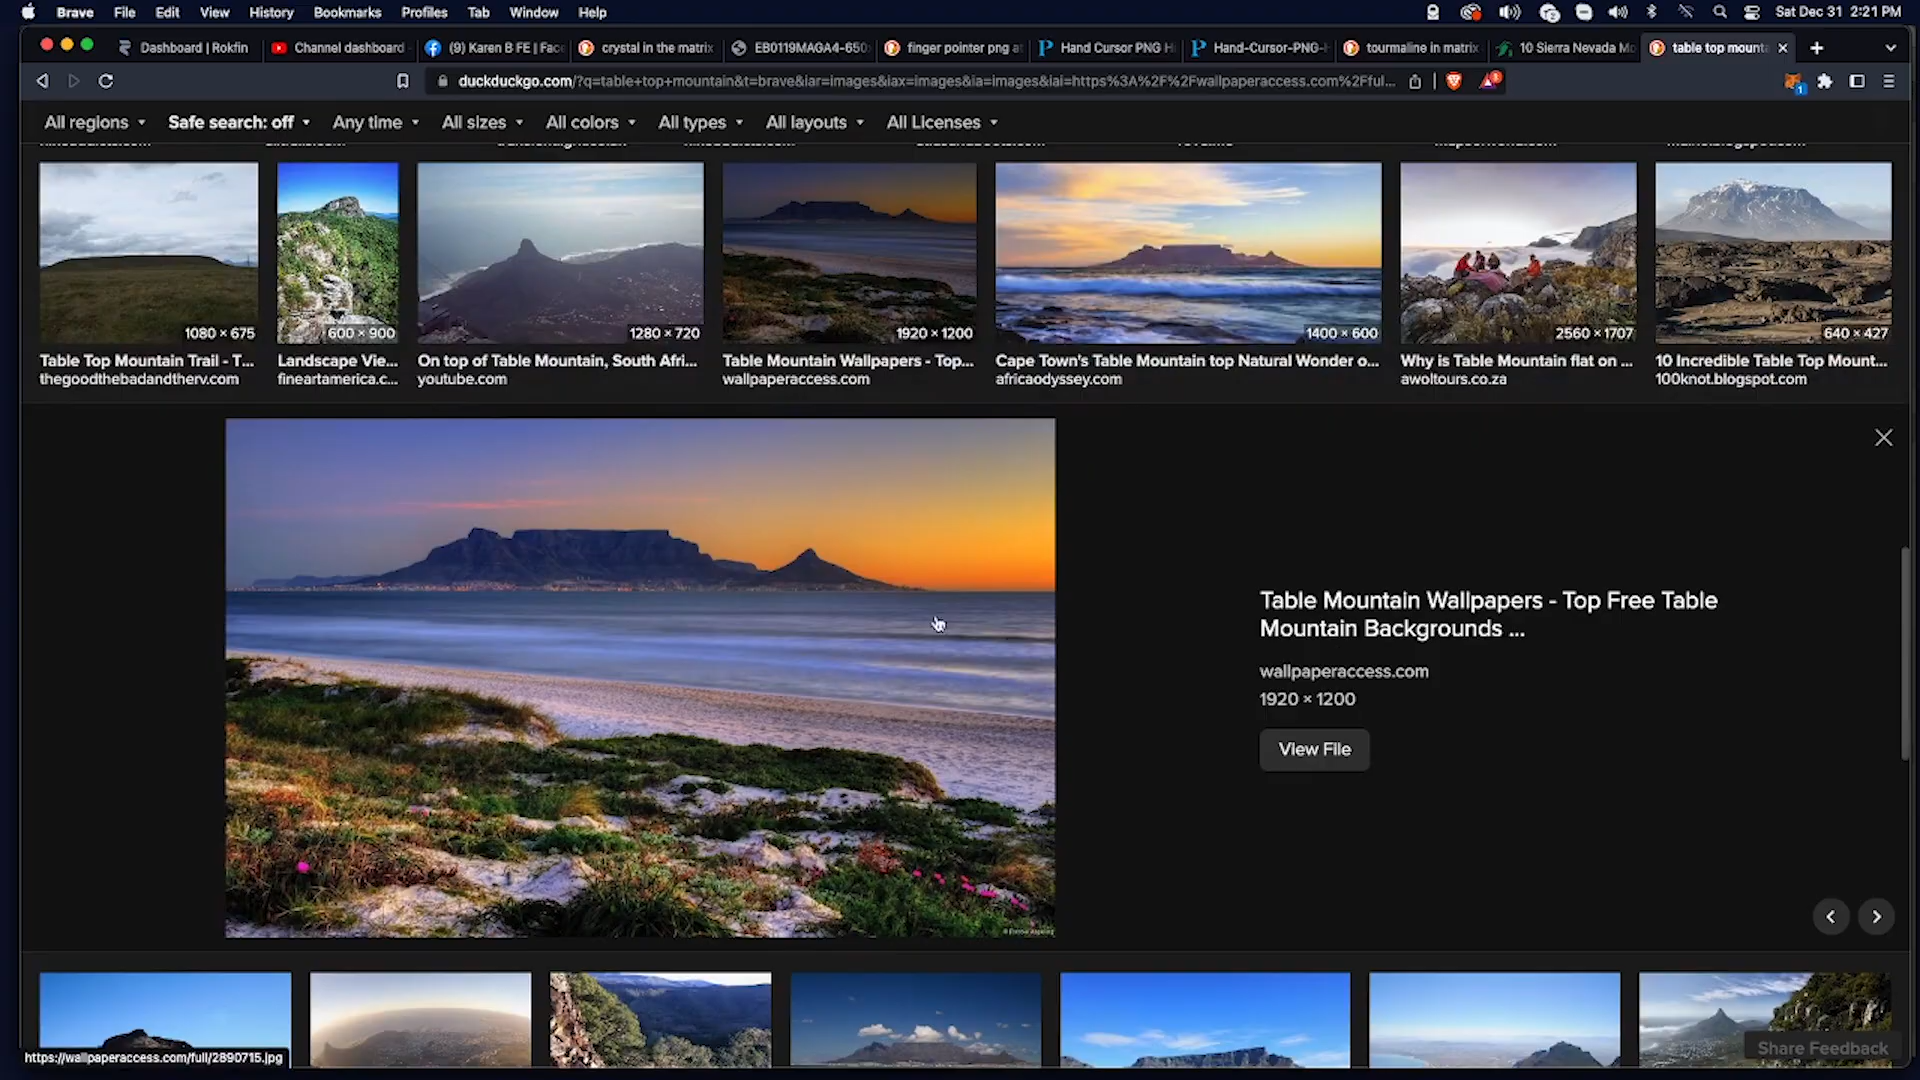 Brave File Edit View History Bookmarks Profiles Tab Window Help Sat Dec 31 2:21 PM
Dashboard | Rokfin Channel dashboard (9) Karen B FE | Face crystal in the matrix EB0119MAGA4-650 finger pointer png a Hand Cursor PNG H Hand-Cursor-PNG- tourmaline in matrix 10 Sierra Nevada Mo table top mounta
duckduckgo.com/?q=table+top+mountain&t=brave&iar=images&iax=images&ia=images&iai=https%3A%2F%2Fwallpaperaccess.com%2Fful... 1
All regions Safe search: off Any time All sizes All colors All types All layouts All Licenses
1080 × 675 600 × 900 1280 × 720 1920 × 1200 1400 × 600 2560 × 1707 640 × 427
Table Top Mountain Trail - T... Landscape Vie... On top of Table Mountain, South Afri... Table Mountain Wallpapers - Top... Cape Town's Table Mountain top Natural Wonder o... Why is Table Mountain flat on ... 10 Incredible Table Top Mount...
thegoodthebadandtherv.com fineartamerica.c... youtube.com wallpaperaccess.com africaodyssey.com awoltours.co.za 100knot.blogspot.com
Table Mountain Wallpapers - Top Free Table
Mountain Backgrounds ...
wallpaperaccess.com
1920 × 1200
View File
Share Feedback
https://wallpaperaccess.com/full/2890715.jpg